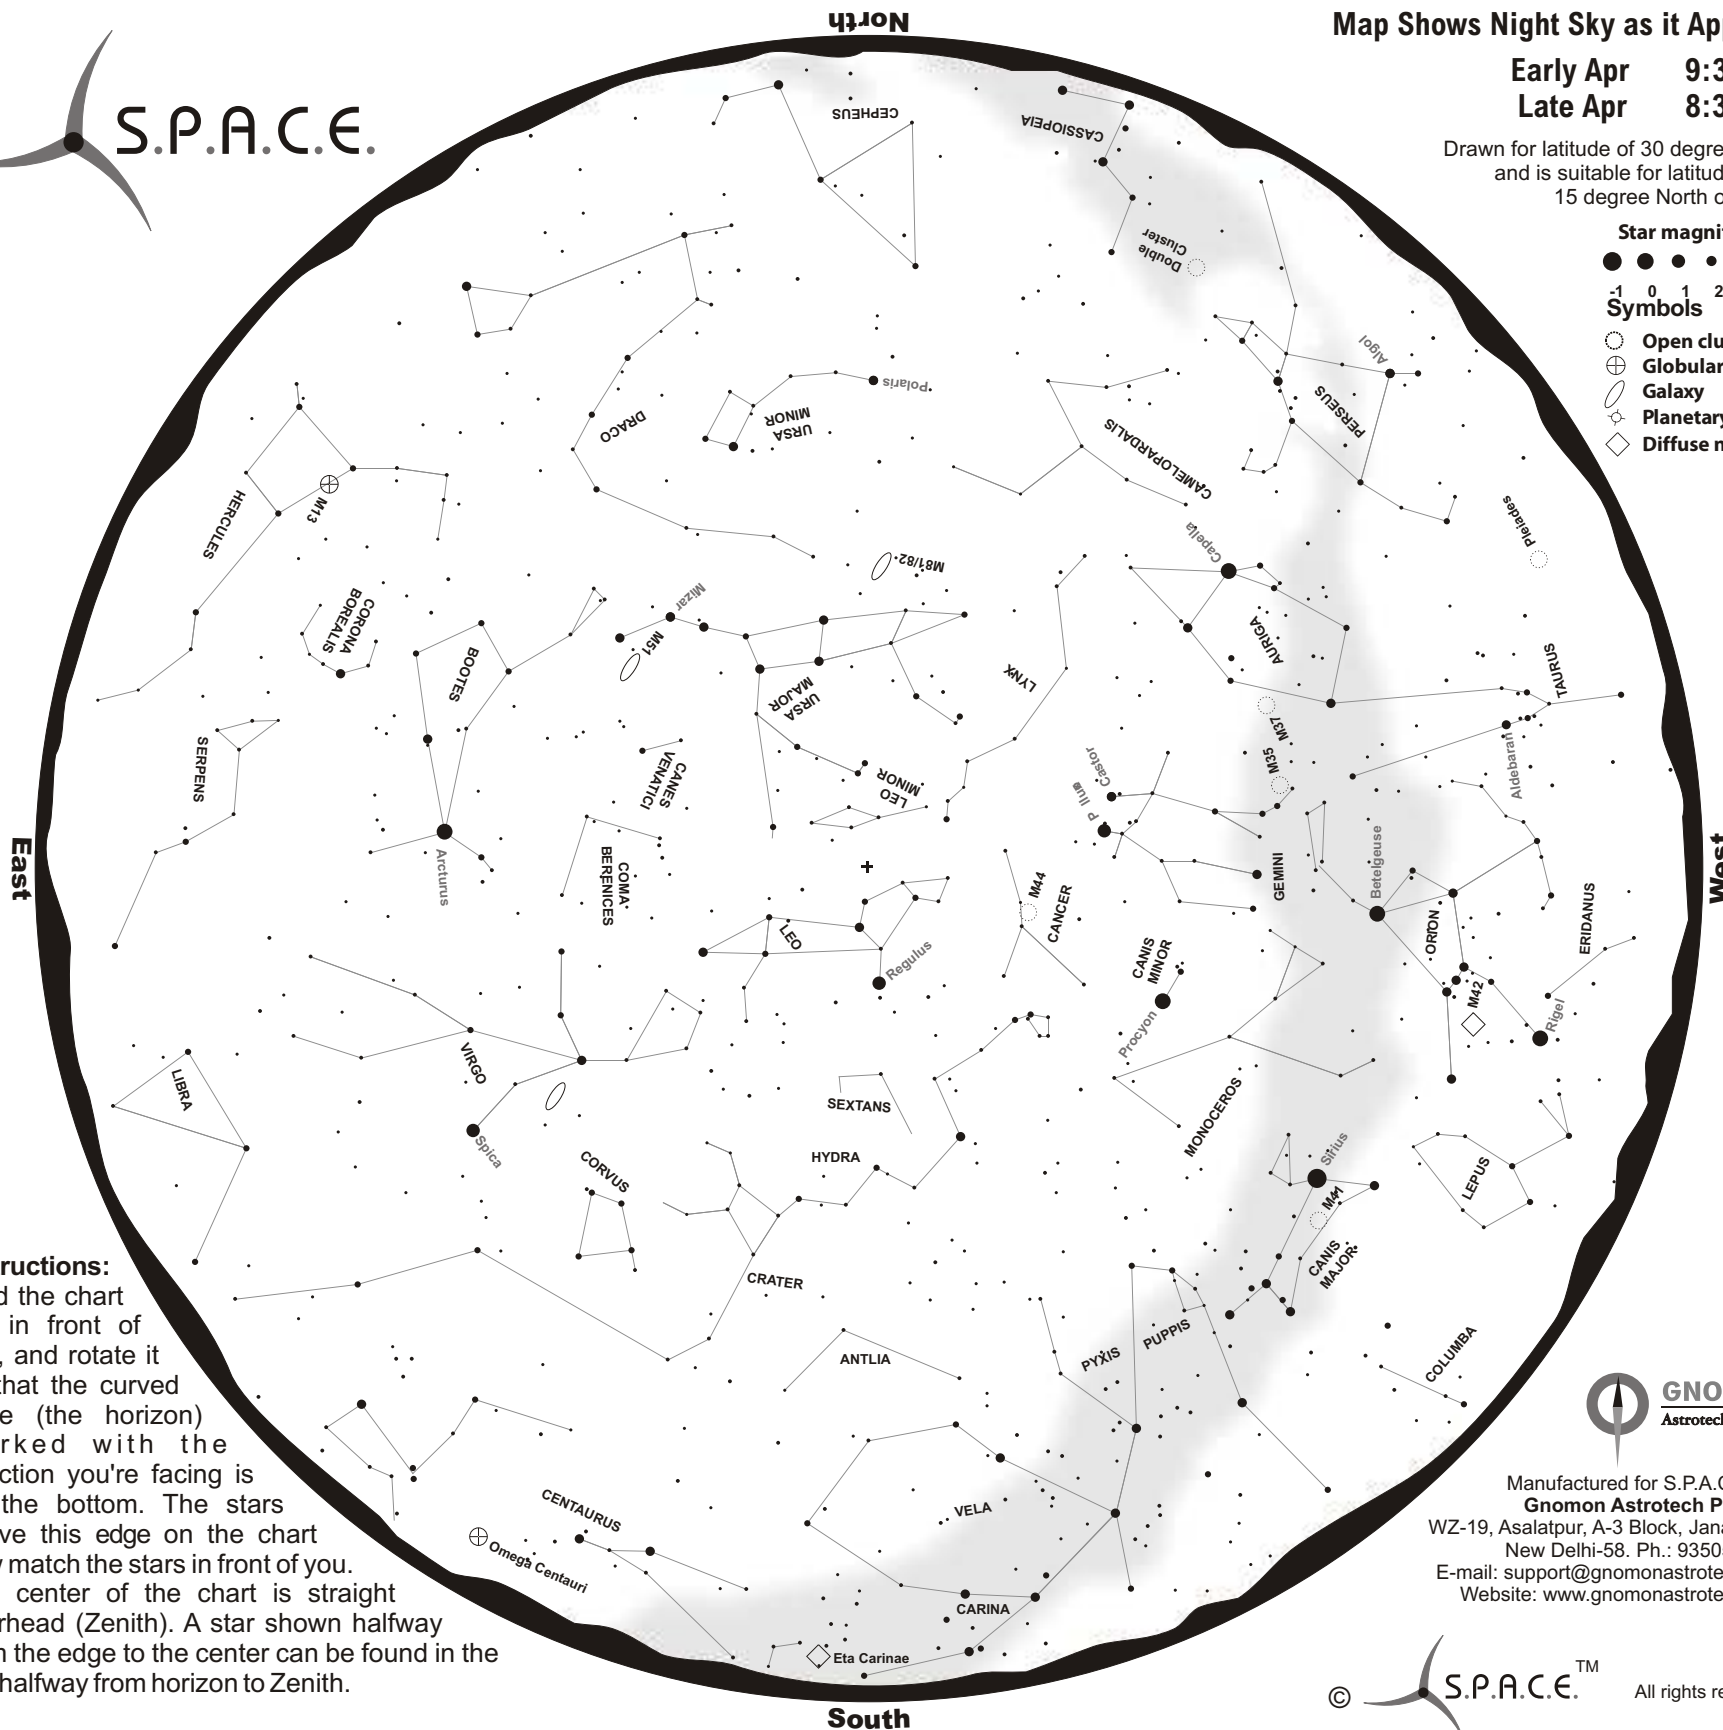 North
Map Shows Night Sky as it Ap
Early Apr 9:3
Late Apr 8:3
Drawn for latitude of 30 degre
and is suitable for latitud
15 degree North o
Star magni
-1 0 1 2
Symbols
Open clu
Globular
Galaxy
Planetary
Diffuse n
S.P.A.C.E.
CEPHEUS
CASSIOPEIA
Double
Cluster
Algol
PERSEUS
Polaris
URSA
MINOR
DRACO
CAMELOPARDALIS
HERCULES
M13
Capella
Pleiades
M81/82
Mizar
M51
CORONA
BOREALIS
BOOTES
AURIGA
TAURUS
LYNX
URSA
MAJOR
M37
M35
SERPENS
CANES
VENATICI
LEO
MINOR
Castor
P llux
Aldebaran
East
West
Arcturus
COMA
BERENICES
M44
CANCER
GEMINI
Betelgeuse
ORION
ERIDANUS
LEO
Regulus
CANIS
MINOR
Procyon
M42
Rigel
VIRGO
LIBRA
SEXTANS
MONOCEROS
Spica
CORVUS
HYDRA
Sirius
M41
LEPUS
CANIS
MAJOR
CRATER
PUPPIS
PYXIS
ANTLIA
COLUMBA
VELA
CENTAURUS
Omega Centauri
CARINA
Eta Carinae
South
ructions:
d the chart
in front of
, and rotate it
that the curved
e (the horizon)
rked with the
ction you're facing is
the bottom. The stars
ve this edge on the chart
match the stars in front of you.
center of the chart is straight
rhead (Zenith). A star shown halfway
m the edge to the center can be found in the
halfway from horizon to Zenith.
GNO
Astrotech
Manufactured for S.P.A.C
Gnomon Astrotech P
WZ-19, Asalatpur, A-3 Block, Jana
New Delhi-58. Ph.: 9350
E-mail: support@gnomonastrote
Website: www.gnomonastrote
© S.P.A.C.E.™ All rights re